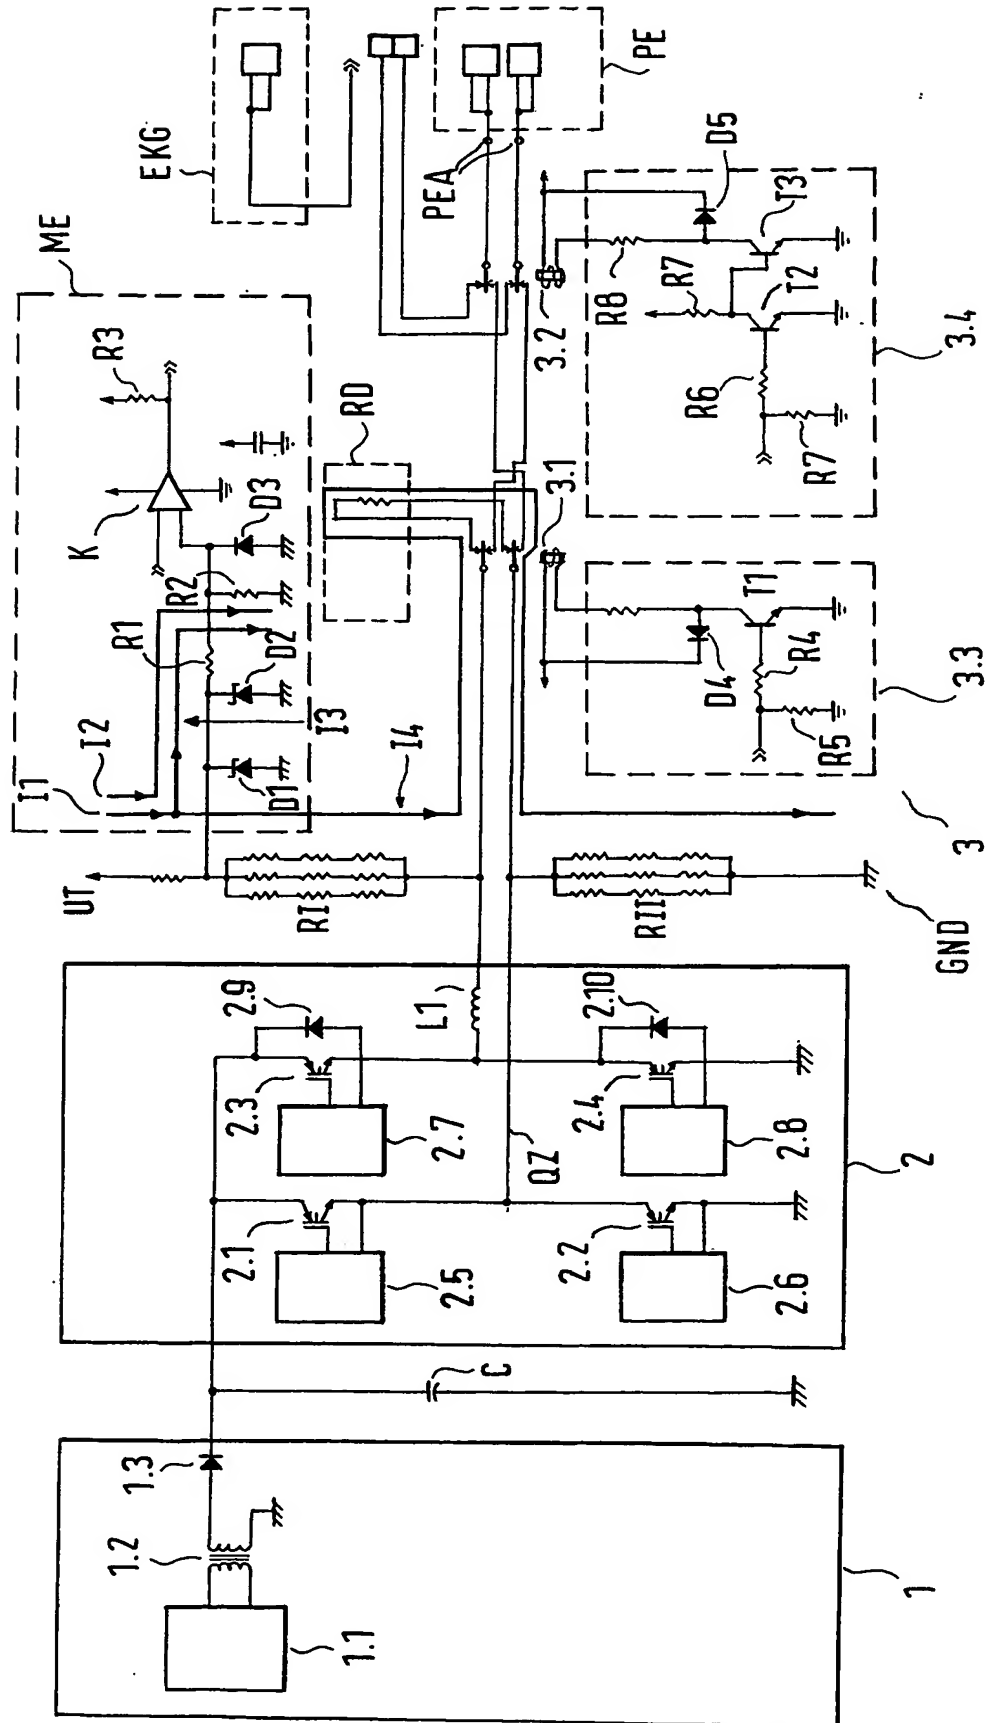 1.1
1.2
1.3
1
C
2.1
2.5
2.3
2.7
2.9
2.2
2.6
2.4
2.8
2.10
QZ
L1
2
UT
RI
RII
GND
I1
I2
I3
I4
D1
D2
R1
R2
D3
K
R3
ME
EKG
RD
PEA
PE
3.1
3.2
D4
T1
R4
R5
3.3
3
R8
R7
R6
R7
T2
T3
D5
3.4